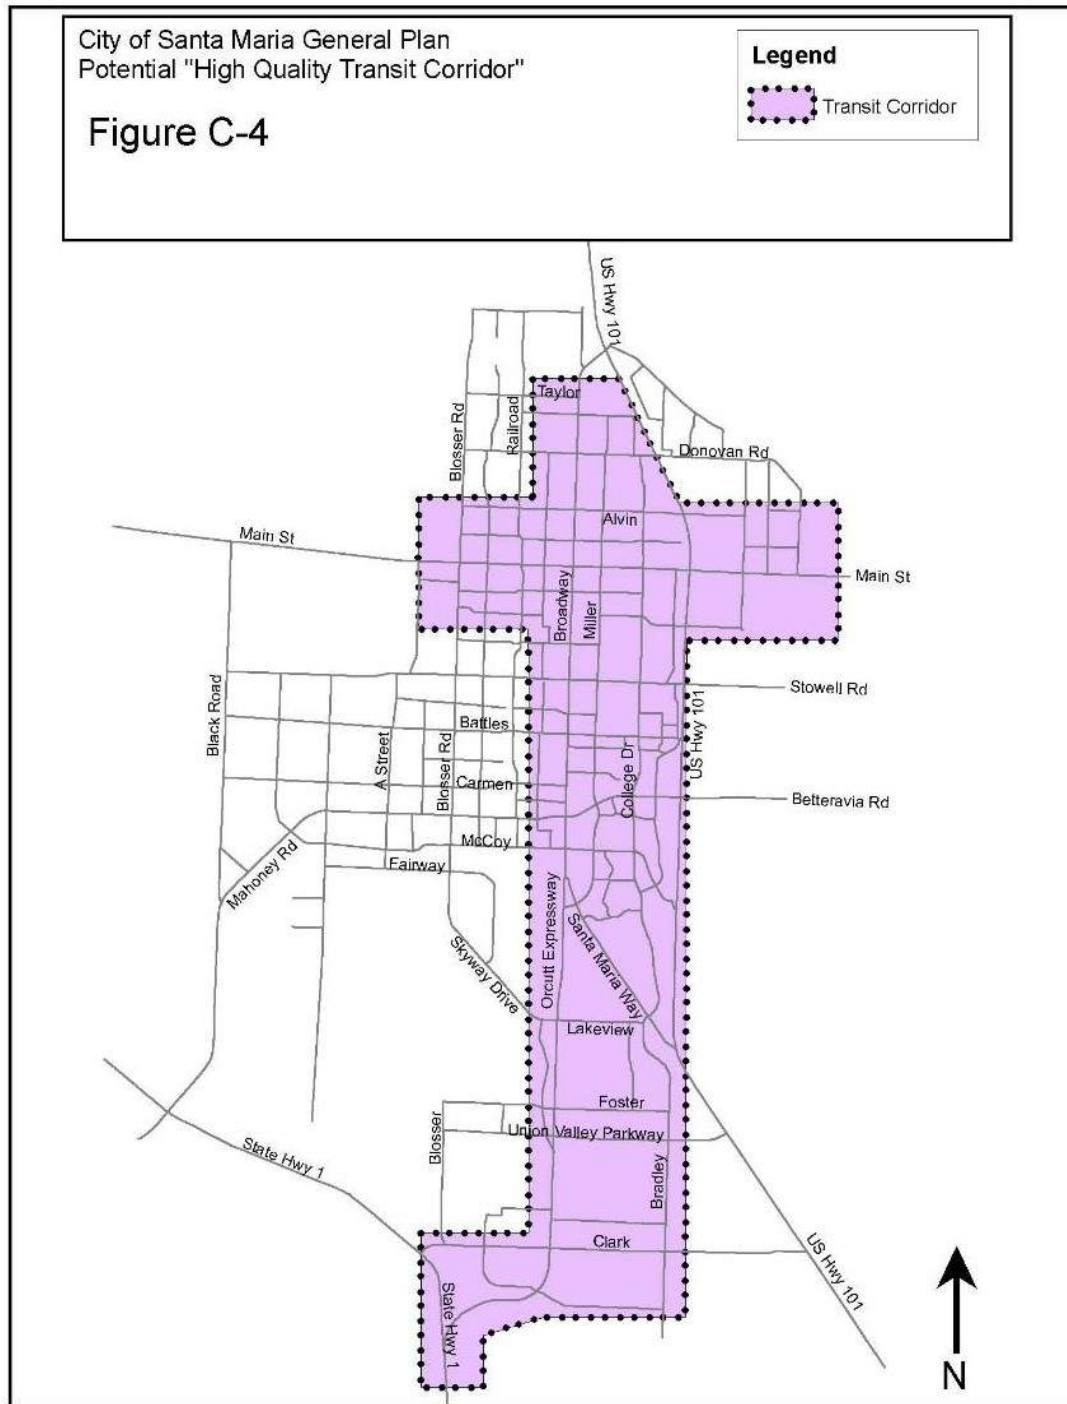 City of Santa Maria General Plan
Potential "High Quality Transit Corridor"
Figure C-4
Legend
Transit Corridor
US Hwy 101
Taylor
Railroad
Blosser Rd
Donovan Rd
Alvin
Main St
Main St
Broadway
Miller
Stowell Rd
Black Road
Battles
US Hwy 101
A Street
Blosser Rd
College Dr
Carmen
Betteravia Rd
McCoy
Mahoney Rd
Fairway
Orcutt Expressway
Santa Maria Way
Skyway Drive
Lakeview
Foster
Blosser
Union Valley Parkway
State Hwy 1
Bradley
Clark
US Hwy 101
State Hwy 1
N